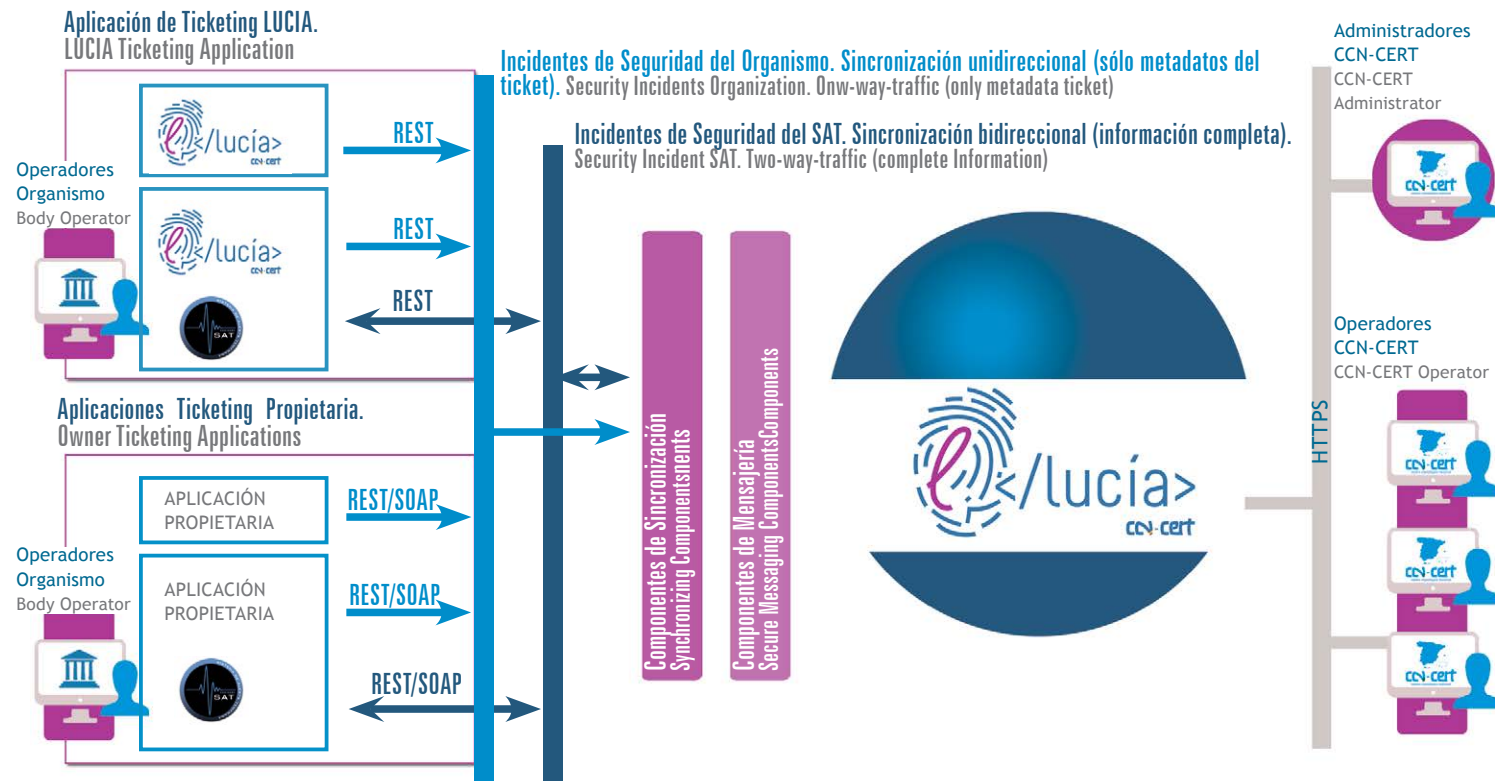 Aplicación de Ticketing LUCIA.
LUCIA Ticketing Application
Operadores
Organismo
Body Operator
</lucía>
ccn-cert
REST
</lucía>
ccn-cert
REST
SAT
REST
Aplicaciones Ticketing Propietaria.
Owner Ticketing Applications
Operadores
Organismo
Body Operator
APLICACIÓN
PROPIETARIA
REST/SOAP
APLICACIÓN
PROPIETARIA
REST/SOAP
SAT
REST/SOAP
Incidentes de Seguridad del Organismo. Sincronización unidireccional (sólo metadatos del
ticket). Security Incidents Organization. Onw-way-traffic (only metadata ticket)
Incidentes de Seguridad del SAT. Sincronización bidireccional (información completa).
Security Incident SAT. Two-way-traffic (complete Information)
Componentes de Sincronización
Synchronizing Componentsnents
Componentes de Mensajería
Secure Messaging ComponentsComponents
</lucía>
ccn-cert
HTTPS
Administradores
CCN-CERT
CCN-CERT
Administrator
ccn-cert
Operadores
CCN-CERT
CCN-CERT Operator
ccn-cert
ccn-cert
ccn-cert